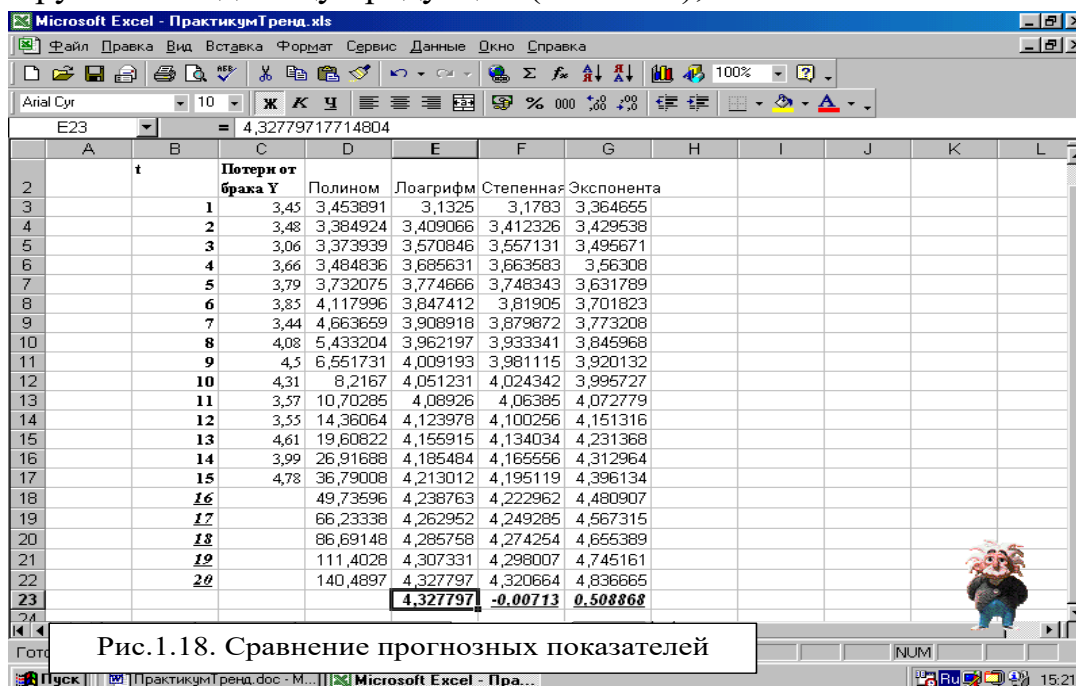 Microsoft Excel - ПрактикумТренд.xls
Файл Правка Вид Вставка Формат Сервис Данные Окно Справка
100%
Arial Cyr 10 Ж К Ч % 000
E23 = 4,32779717714804
A B C D E F G H I J K L
2 t Потери от брака Y Полином Лоагрифм Степенная Экспонента
3 1 3,45 3,453891 3,1325 3,1783 3,364655
4 2 3,48 3,384924 3,409066 3,412326 3,429538
5 3 3,06 3,373939 3,570846 3,557131 3,495671
6 4 3,66 3,484836 3,685631 3,663583 3,56308
7 5 3,79 3,732075 3,774666 3,748343 3,631789
8 6 3,85 4,117996 3,847412 3,81905 3,701823
9 7 3,44 4,663659 3,908918 3,879872 3,773208
10 8 4,08 5,433204 3,962197 3,933341 3,845968
11 9 4,5 6,551731 4,009193 3,981115 3,920132
12 10 4,31 8,2167 4,051231 4,024342 3,995727
13 11 3,57 10,70285 4,08926 4,06385 4,072779
14 12 3,55 14,36064 4,123978 4,100256 4,151316
15 13 4,61 19,60822 4,155915 4,134034 4,231368
16 14 3,99 26,91688 4,185484 4,165556 4,312964
17 15 4,78 36,79008 4,213012 4,195119 4,396134
18 16 49,73596 4,238763 4,222962 4,480907
19 17 66,23338 4,262952 4,249285 4,567315
20 18 86,69148 4,285758 4,274254 4,655389
21 19 111,4028 4,307331 4,298007 4,745161
22 20 140,4897 4,327797 4,320664 4,836665
23 4,327797 -0,00713 0,508868
24
Рис.1.18. Сравнение прогнозных показателей
NUM
Пуск ПрактикумТренд.doc - M... Microsoft Excel - Пра... Ru 15:21